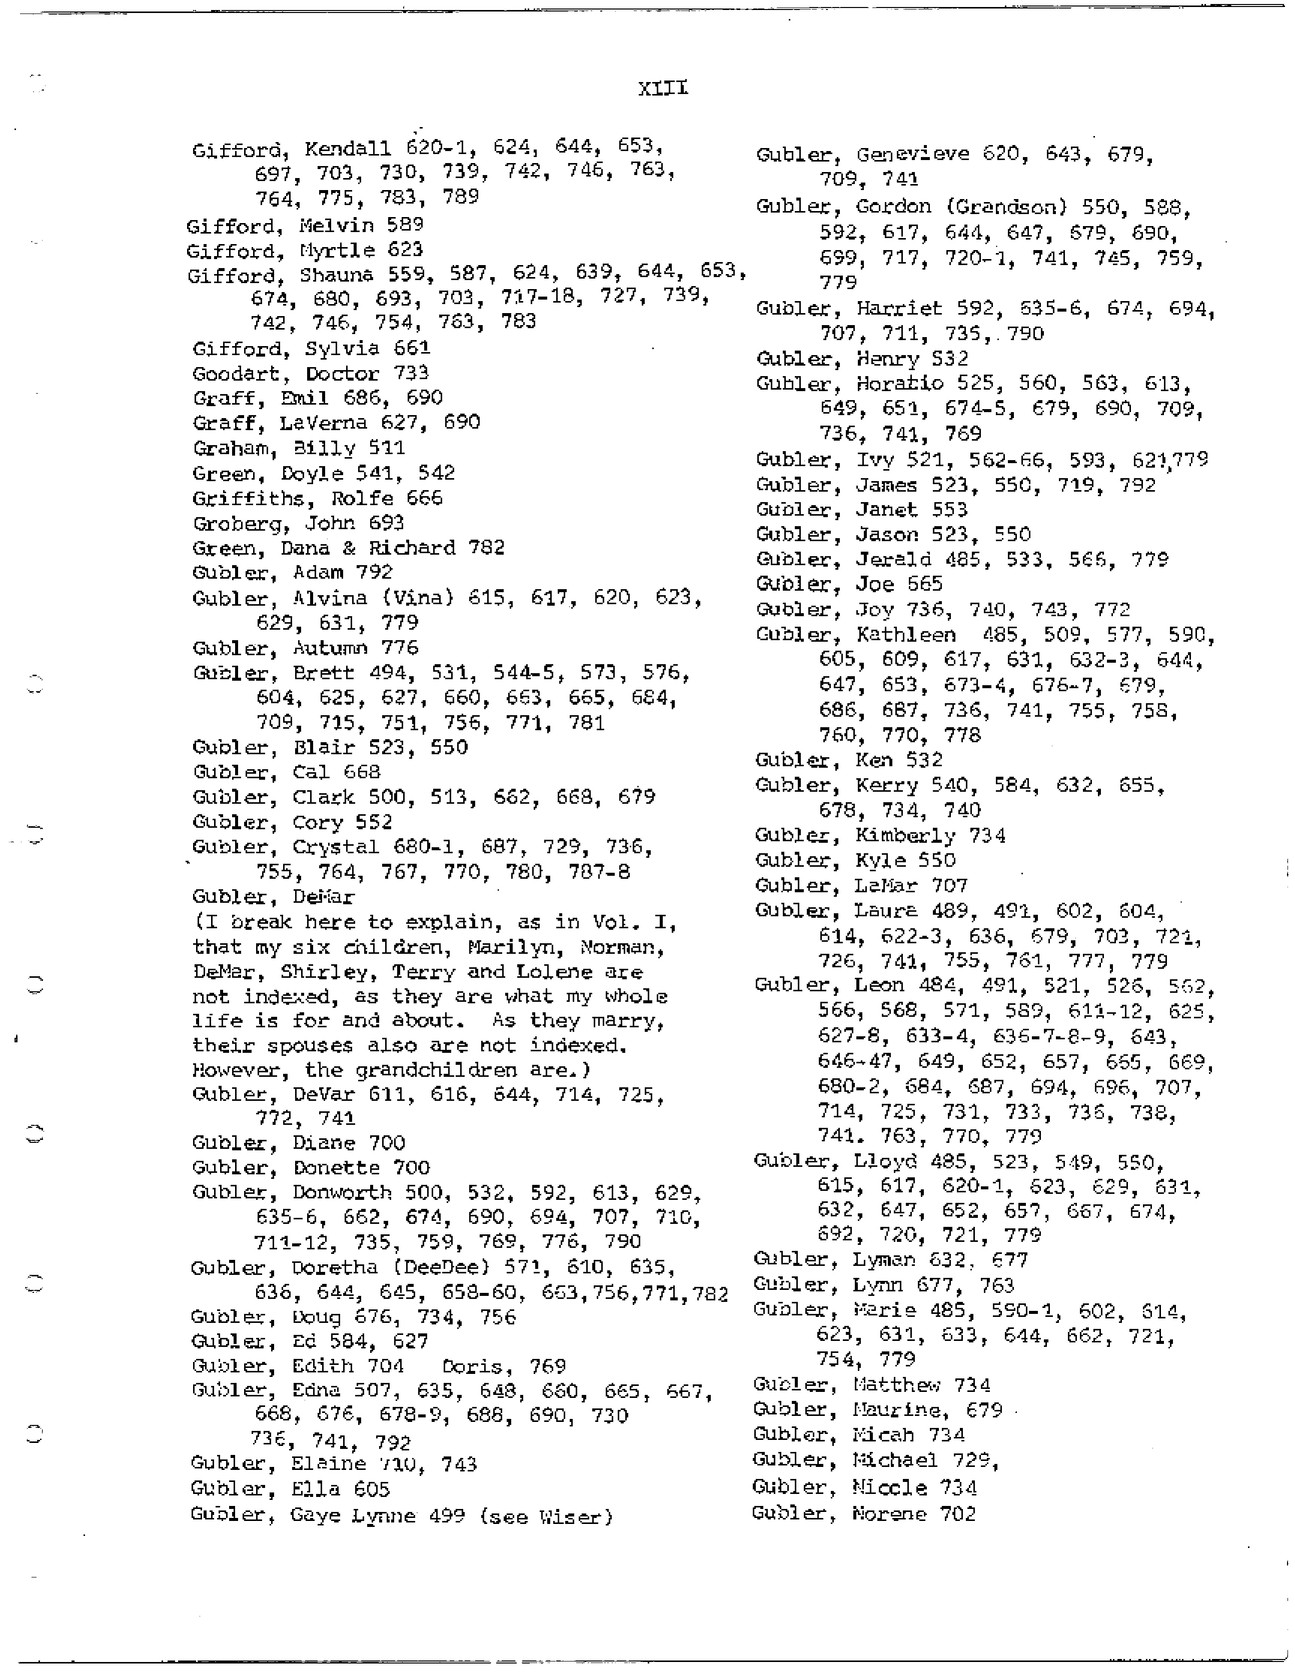 XIII
Gifford, Kendall 620-1, 624, 644, 653,
697, 703, 730, 739, 742, 746, 763,
764, 775, 783, 789
Gifford, Melvin 589
Gifford, Myrtle 623
Gifford, Shauna 559, 587, 624, 639, 644, 653,
674, 680, 693, 703, 717-18, 727, 739,
742, 746, 754, 763, 783
Gifford, Sylvia 661
Goodart, Doctor 733
Graff, Emil 686, 690
Graff, LaVerna 627, 690
Graham, Billy 511
Green, Doyle 541, 542
Griffiths, Rolfe 666
Groberg, John 693
Green, Dana & Richard 782
Gubler, Adam 792
Gubler, Alvina (Vina) 615, 617, 620, 623,
629, 631, 779
Gubler, Autumn 776
Gubler, Brett 494, 531, 544-5, 573, 576,
604, 625, 627, 660, 663, 665, 684,
709, 715, 751, 756, 771, 781
Gubler, Blair 523, 550
Gubler, Cal 668
Gubler, Clark 500, 513, 662, 668, 679
Gubler, Cory 552
Gubler, Crystal 680-1, 687, 729, 736,
755, 764, 767, 770, 780, 787-8
Gubler, DeMar
(I break here to explain, as in Vol. I,
that my six children, Marilyn, Norman,
DeMar, Shirley, Terry and Lolene are
not indexed, as they are what my whole
life is for and about.  As they marry,
their spouses also are not indexed.
However, the grandchildren are.)
Gubler, DeVar 611, 616, 644, 714, 725,
772, 741
Gubler, Diane 700
Gubler, Donette 700
Gubler, Donworth 500, 532, 592, 613, 629,
635-6, 662, 674, 690, 694, 707, 710,
711-12, 735, 759, 769, 776, 790
Gubler, Doretha (DeeDee) 571, 610, 635,
636, 644, 645, 658-60, 663,756,771,782
Gubler, Doug 676, 734, 756
Gubler, Ed 584, 627
Gubler, Edith 704   Doris, 769
Gubler, Edna 507, 635, 648, 660, 665, 667,
668, 676, 678-9, 688, 690, 730
736, 741, 792
Gubler, Elaine 710, 743
Gubler, Ella 605
Gubler, Gaye Lynne 499 (see Wiser)
Gubler, Genevieve 620, 643, 679,
709, 741
Gubler, Gordon (Grandson) 550, 588,
592, 617, 644, 647, 679, 690,
699, 717, 720-1, 741, 745, 759,
779
Gubler, Harriet 592, 635-6, 674, 694,
707, 711, 735, 790
Gubler, Henry 532
Gubler, Horatio 525, 560, 563, 613,
649, 651, 674-5, 679, 690, 709,
736, 741, 769
Gubler, Ivy 521, 562-66, 593, 621,779
Gubler, James 523, 550, 719, 792
Gubler, Janet 553
Gubler, Jason 523, 550
Gubler, Jerald 485, 533, 566, 779
Gubler, Joe 665
Gubler, Joy 736, 740, 743, 772
Gubler, Kathleen  485, 509, 577, 590,
605, 609, 617, 631, 632-3, 644,
647, 653, 673-4, 676-7, 679,
686, 687, 736, 741, 755, 758,
760, 770, 778
Gubler, Ken 532
Gubler, Kerry 540, 584, 632, 655,
678, 734, 740
Gubler, Kimberly 734
Gubler, Kyle 550
Gubler, LaMar 707
Gubler, Laura 489, 491, 602, 604,
614, 622-3, 636, 679, 703, 721,
726, 741, 755, 761, 777, 779
Gubler, Leon 484, 491, 521, 526, 562,
566, 568, 571, 589, 611-12, 625,
627-8, 633-4, 636-7-8-9, 643,
646-47, 649, 652, 657, 665, 669,
680-2, 684, 687, 694, 696, 707,
714, 725, 731, 733, 736, 738,
741. 763, 770, 779
Gubler, Lloyd 485, 523, 549, 550,
615, 617, 620-1, 623, 629, 631,
632, 647, 652, 657, 667, 674,
692, 720, 721, 779
Gubler, Lyman 632, 677
Gubler, Lynn 677, 763
Gubler, Marie 485, 590-1, 602, 614,
623, 631, 633, 644, 662, 721,
754, 779
Gubler, Matthew 734
Gubler, Maurine, 679
Gubler, Micah 734
Gubler, Michael 729,
Gubler, Nicole 734
Gubler, Norene 702